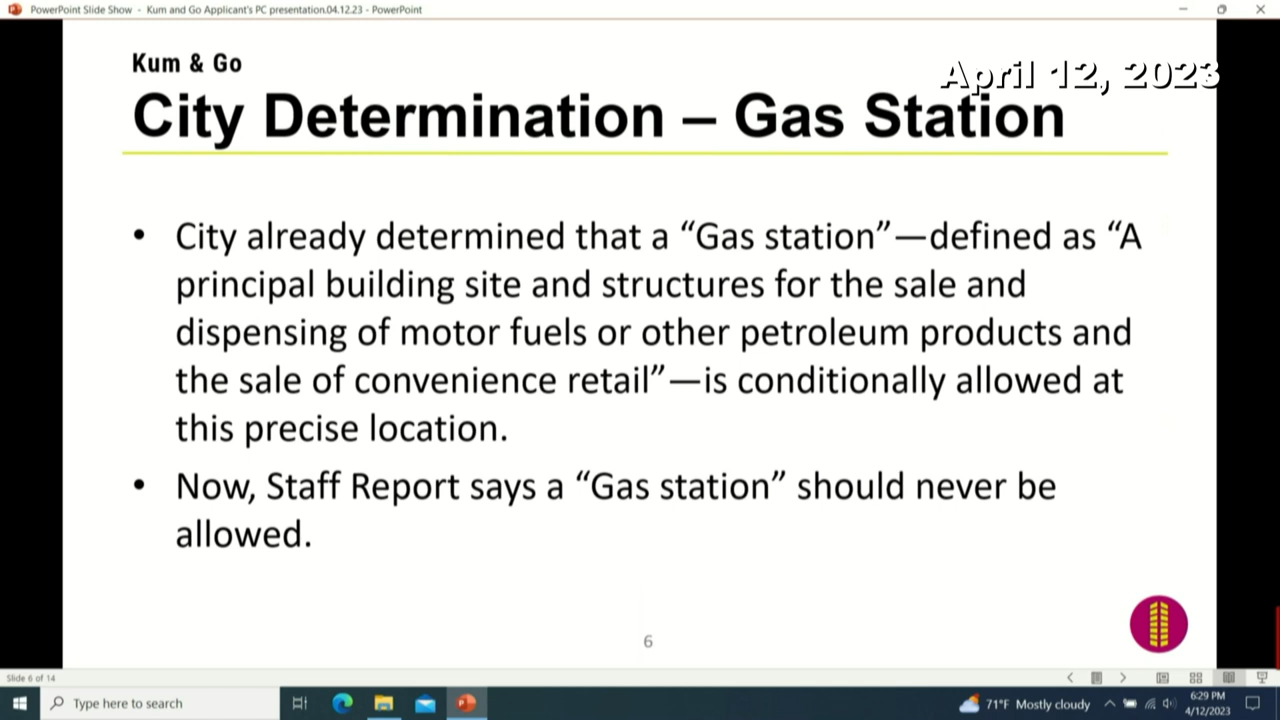 PowerPoint Slide Show - Kum and Go Applicant's PC presentation.04.12.23 - PowerPoint
Kum & Go
April 12, 2023
City Determination – Gas Station
• City already determined that a “Gas station”—defined as “A
principal building site and structures for the sale and
dispensing of motor fuels or other petroleum products and
the sale of convenience retail”—is conditionally allowed at
this precise location.
• Now, Staff Report says a “Gas station” should never be
allowed.
6
Slide 6 of 14
Type here to search
71°F Mostly cloudy
6:29 PM
4/12/2023